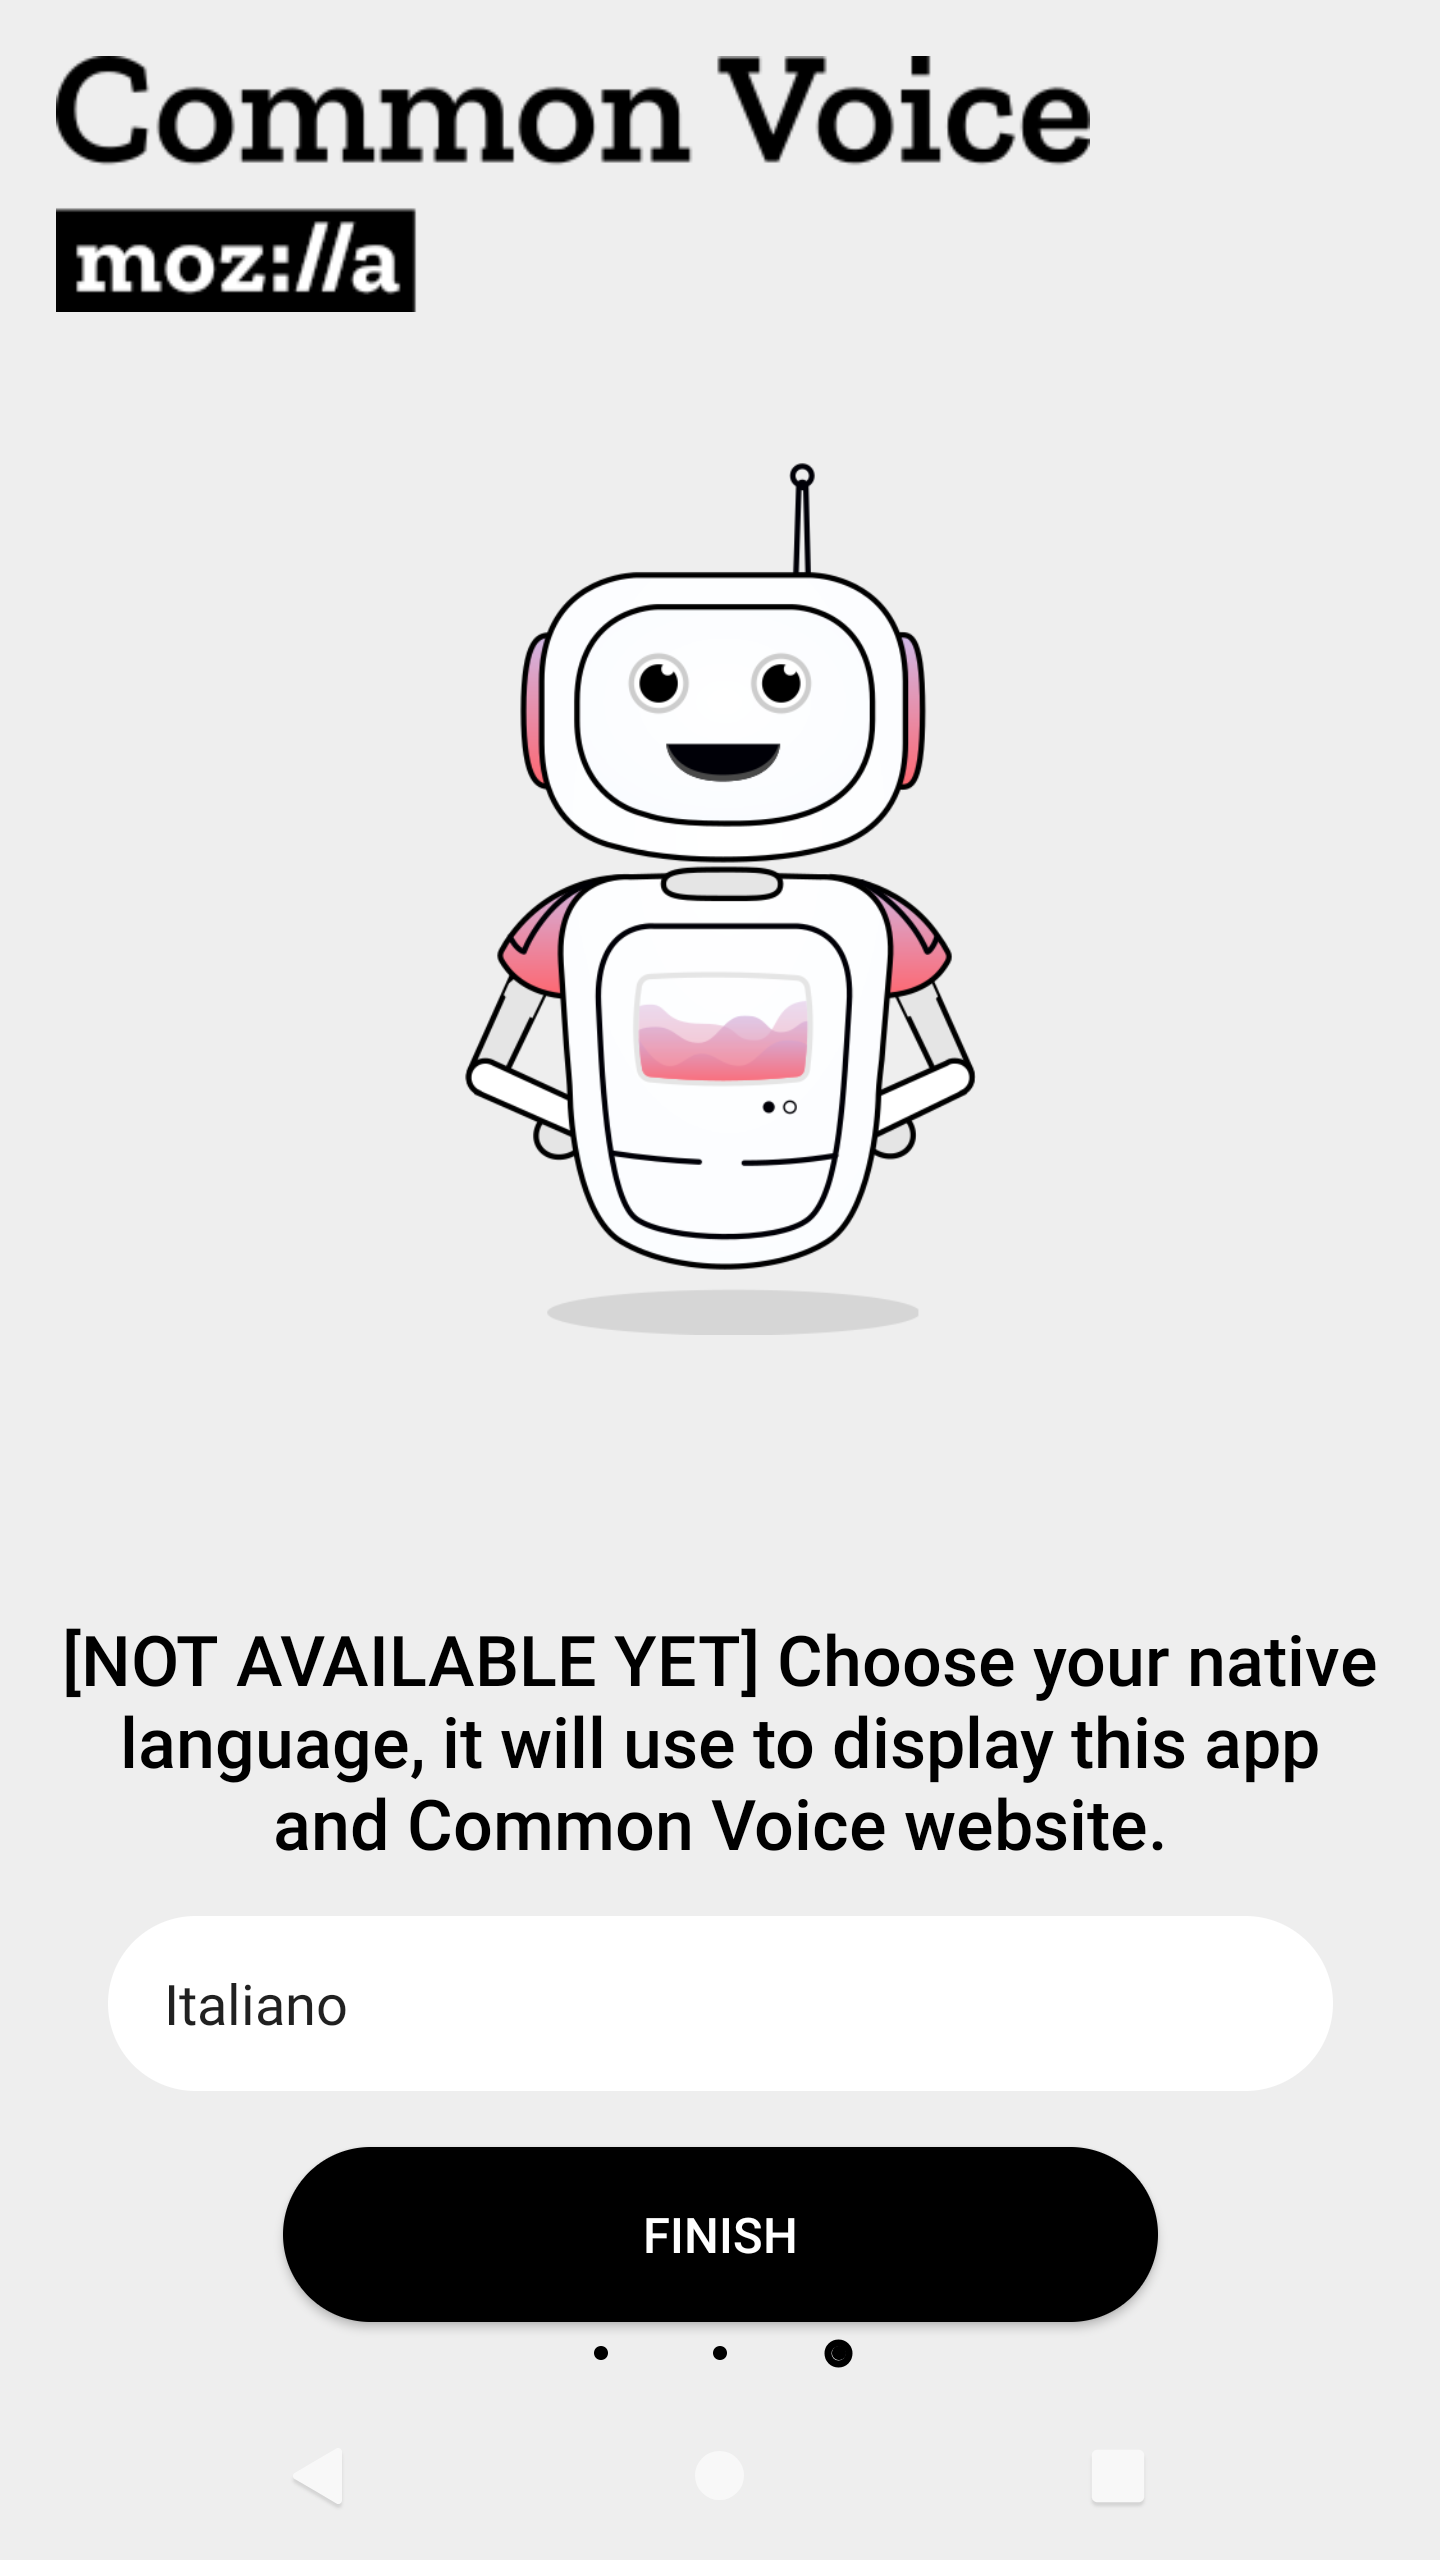 Common Voice
moz://a
[NOT AVAILABLE YET] Choose your native
language, it will use to display this app
and Common Voice website.
Italiano
FINISH